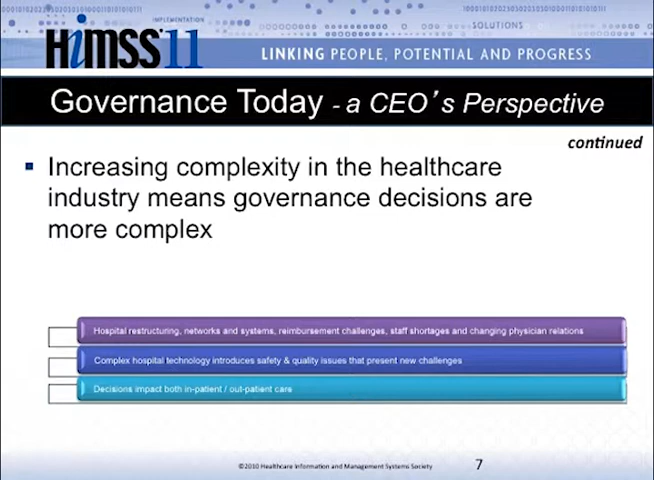 IMPLEMENTATION
SOLUTIONS
HiMSS'11
LINKING PEOPLE, POTENTIAL AND PROGRESS
Governance Today - a CEO's Perspective
continued
▪ Increasing complexity in the healthcare
industry means governance decisions are
more complex
Hospital restructuring, networks and systems, reimbursement challenges, staff shortages and changing physician relations
Complex hospital technology introduces safety & quality issues that present new challenges
Decisions impact both in-patient / out-patient care
©2010 Healthcare Information and Management Systems Society
7